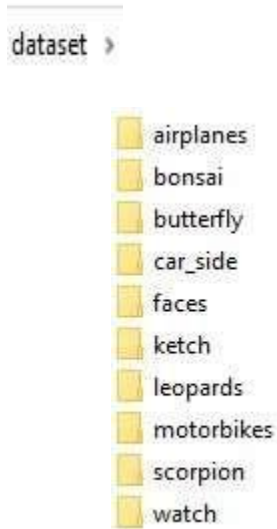 dataset >
airplanes
bonsai
butterfly
car_side
faces
ketch
leopards
motorbikes
scorpion
watch